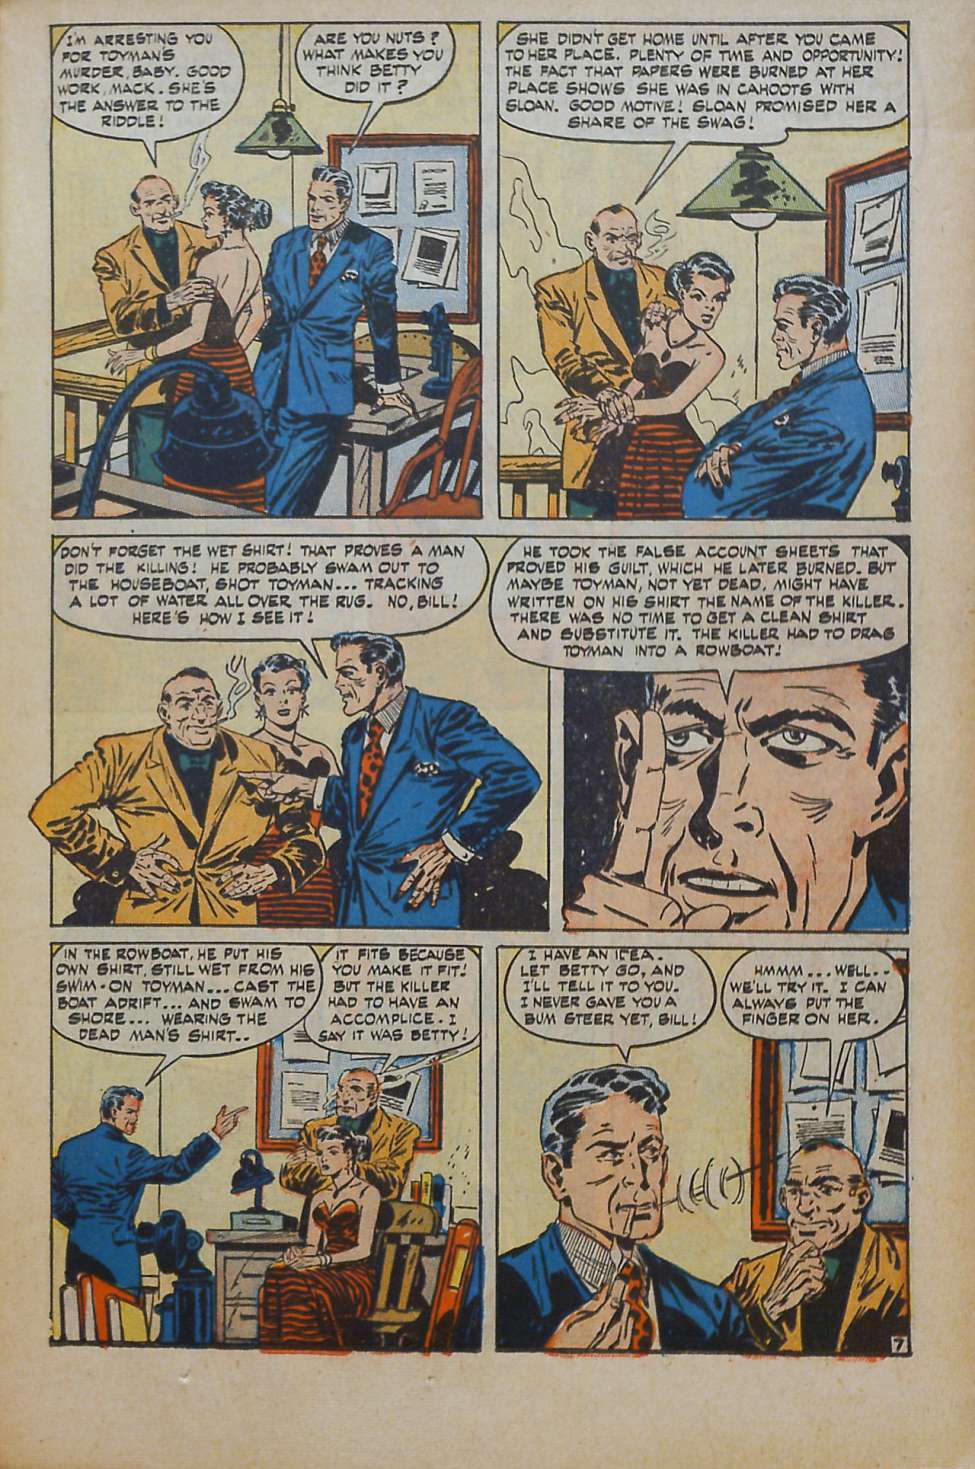 I'M ARRESTING YOU
FOR TOYMAN'S
MURDER, BABY. GOOD
WORK, MACK. SHE'S
THE ANSWER TO THE
RIDDLE!
ARE YOU NUTS?
WHAT MAKES YOU
THINK BETTY
DID IT?
SHE DIDN'T GET HOME UNTIL AFTER YOU CAME
TO HER PLACE. PLENTY OF TIME AND OPPORTUNITY!
THE FACT THAT PAPERS WERE BURNED AT HER
PLACE SHOWS SHE WAS IN CAHOOTS WITH
SLOAN. GOOD MOTIVE! SLOAN PROMISED HER A
SHARE OF THE SWAG!
DON'T FORGET THE WET SHIRT! THAT PROVES A MAN
DID THE KILLING! HE PROBABLY SWAM OUT TO
THE HOUSEBOAT, SHOT TOYMAN... TRACKING
A LOT OF WATER ALL OVER THE RUG. NO, BILL!
HERE'S HOW I SEE IT!
HE TOOK THE FALSE ACCOUNT SHEETS THAT
PROVED HIS GUILT, WHICH HE LATER BURNED. BUT
MAYBE TOYMAN, NOT YET DEAD, MIGHT HAVE
WRITTEN ON HIS SHIRT THE NAME OF THE KILLER.
THERE WAS NO TIME TO GET A CLEAN SHIRT
AND SUBSTITUTE IT. THE KILLER HAD TO DRAG
TOYMAN INTO A ROWBOAT!
IN THE ROWBOAT, HE PUT HIS
OWN SHIRT, STILL WET FROM HIS
SWIM - ON TOYMAN... CAST THE
BOAT ADRIFT... AND SWAM TO
SHORE... WEARING THE
DEAD MAN'S SHIRT..
IT FITS BECAUSE
YOU MAKE IT FIT!
BUT THE KILLER
HAD TO HAVE AN
ACCOMPLICE. I
SAY IT WAS BETTY!
I HAVE AN IDEA.
LET BETTY GO, AND
I'LL TELL IT TO YOU.
I NEVER GAVE YOU A
BUM STEER YET, BILL!
HMMM... WELL--
WE'LL TRY IT. I CAN
ALWAYS PUT THE
FINGER ON HER.
7